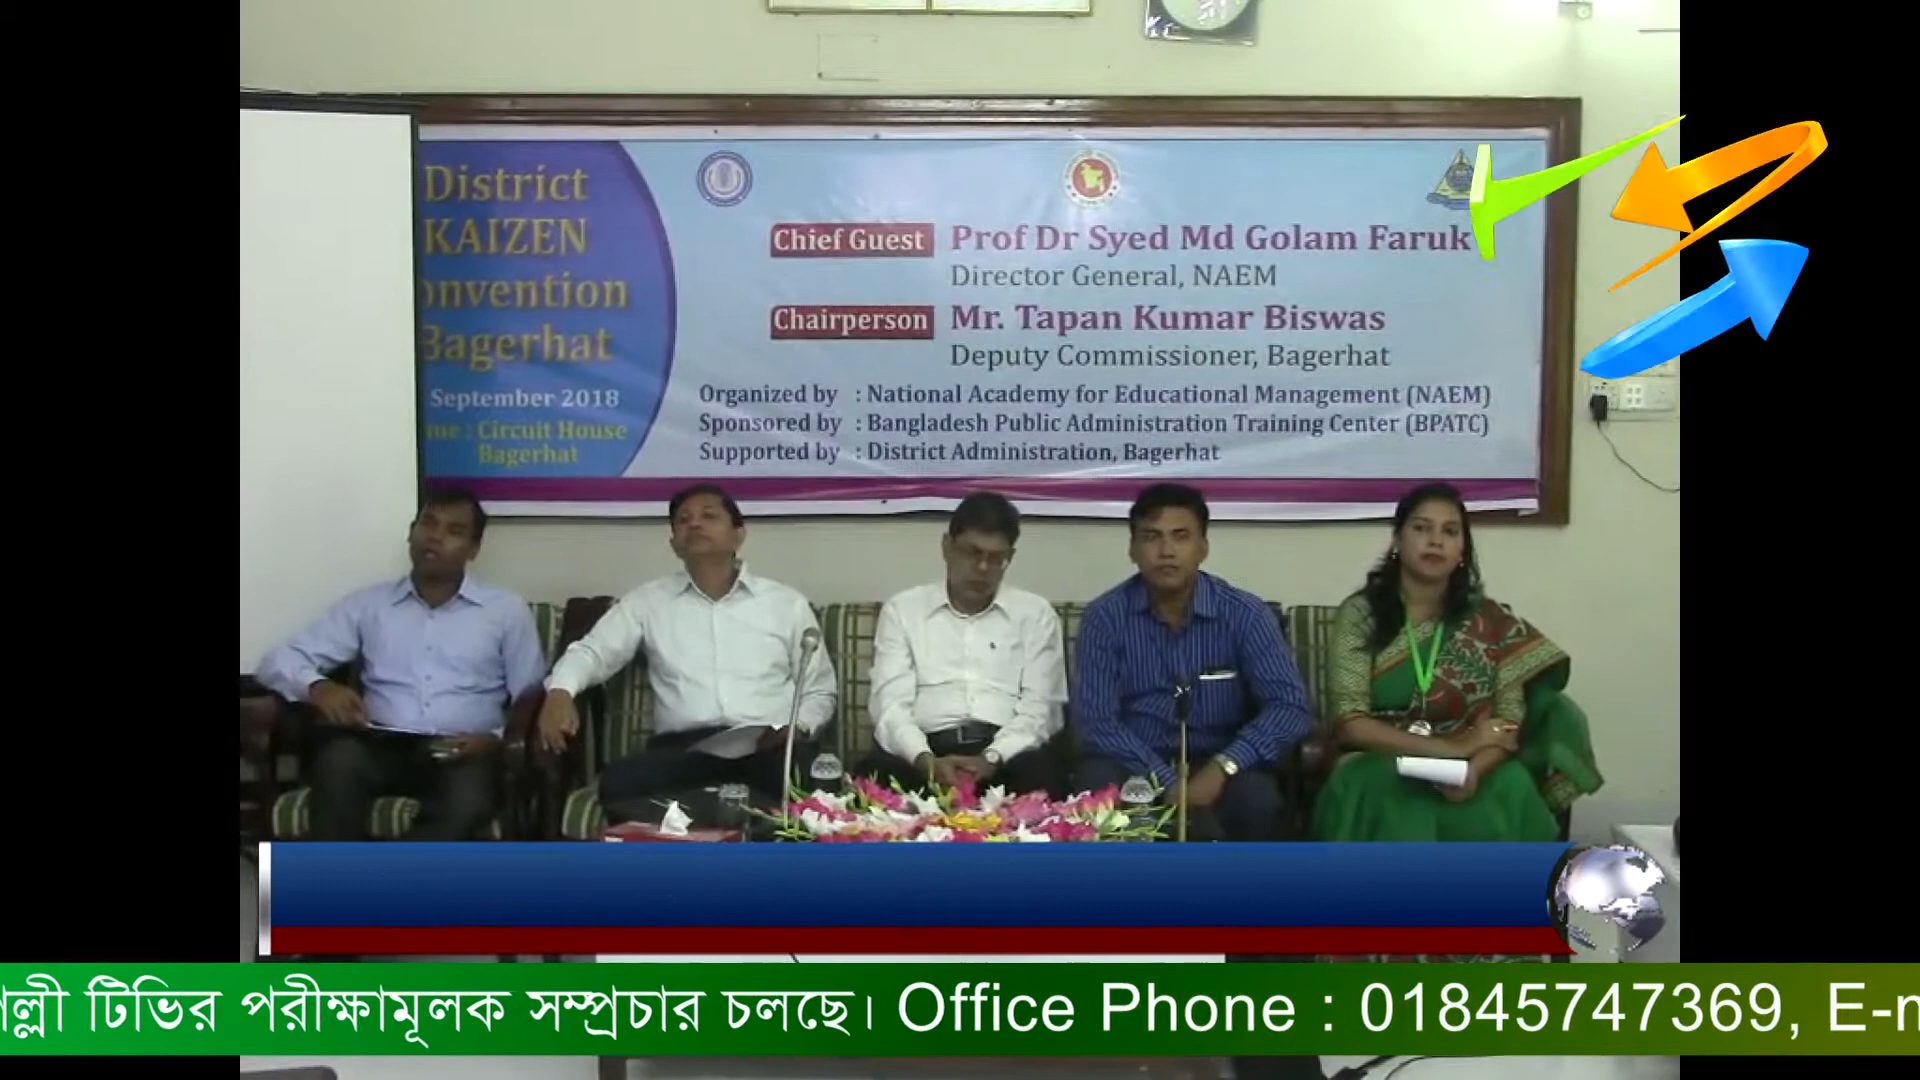 District
KAIZEN
onvention
Bagerhat
September 2018
: Circuit House
Bagerhat
Chief Guest Prof Dr Syed Md Golam Faruk
Director General, NAEM
Chairperson Mr. Tapan Kumar Biswas
Deputy Commissioner, Bagerhat
Organized by : National Academy for Educational Management (NAEM)
Sponsored by : Bangladesh Public Administration Training Center (BPATC)
Supported by : District Administration, Bagerhat
পল্লী টিভির পরীক্ষামূলক সম্প্রচার চলছে। Office Phone : 01845747369, E-m